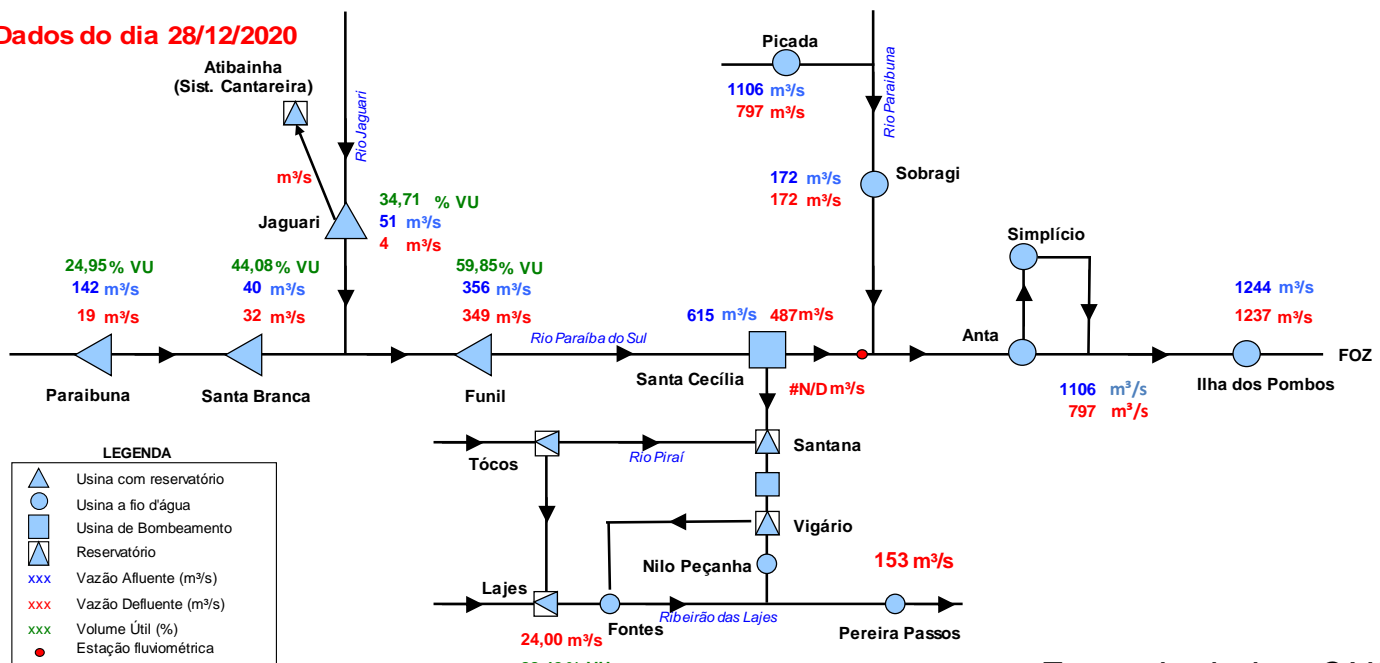 Dados do dia 28/12/2020
Atibainha
(Sist. Cantareira)
Rio Jaguari
m³/s
Jaguari
34,71 % VU
51 m³/s
4 m³/s
Picada
1106 m³/s
797 m³/s
Rio Paraibuna
172 m³/s
172 m³/s
Sobragi
24,95% VU
142 m³/s
19 m³/s
Paraibuna
44,08% VU
40 m³/s
32 m³/s
Santa Branca
59,85% VU
356 m³/s
349 m³/s
Funil
Rio Paraíba do Sul
615 m³/s 487m³/s
Santa Cecília
#N/D m³/s
Simplício
Anta
1106 m³/s
797 m³/s
1244 m³/s
1237 m³/s
Ilha dos Pombos
FOZ
Tócos
Rio Piraí
Santana
Vigário
Nilo Peçanha
153 m³/s
Lajes
Fontes
Ribeirão das Lajes
Pereira Passos
24,00 m³/s
LEGENDA
Usina com reservatório
Usina a fio d'água
Usina de Bombeamento
Reservatório
xxx Vazão Afluente (m³/s)
xxx Vazão Defluente (m³/s)
xxx Volume Útil (%)
Estação fluviométrica